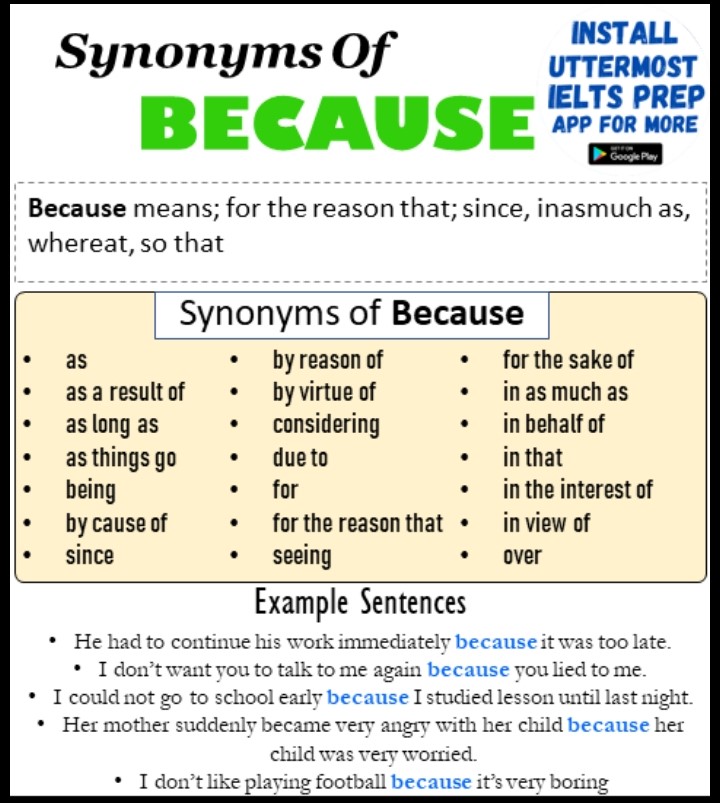 Synonyms Of
BECAUSE
INSTALL
UTTERMOST
IELTS PREP
APP FOR MORE
GET IT ON
Google Play
Because means; for the reason that; since, inasmuch as,
whereat, so that
Synonyms of Because
• as
• as a result of
• as long as
• as things go
• being
• by cause of
• since
• by reason of
• by virtue of
• considering
• due to
• for
• for the reason that
• seeing
• for the sake of
• in as much as
• in behalf of
• in that
• in the interest of
• in view of
• over
Example Sentences
• He had to continue his work immediately because it was too late.
• I don't want you to talk to me again because you lied to me.
• I could not go to school early because I studied lesson until last night.
• Her mother suddenly became very angry with her child because her
child was very worried.
• I don't like playing football because it's very boring